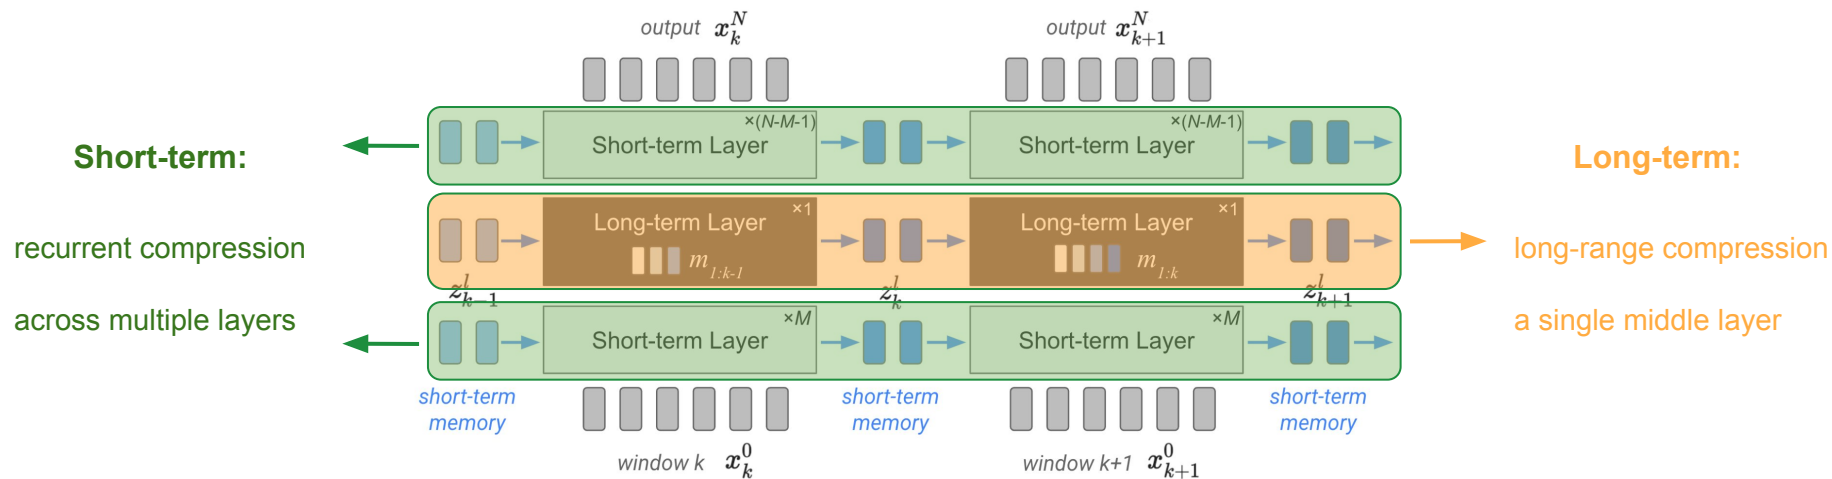 output x_k^N
output x_{k+1}^N
×(N-M-1)
Short-term Layer
×(N-M-1)
Short-term Layer
Short-term:
recurrent compression
across multiple layers
×1
Long-term Layer
m_{1:k-1}
×1
Long-term Layer
m_{1:k}
Long-term:
long-range compression
a single middle layer
z_{k-1}^l
z_k^l
z_{k+1}^l
×M
Short-term Layer
×M
Short-term Layer
short-term
memory
short-term
memory
short-term
memory
window k x_k^0
window k+1 x_{k+1}^0